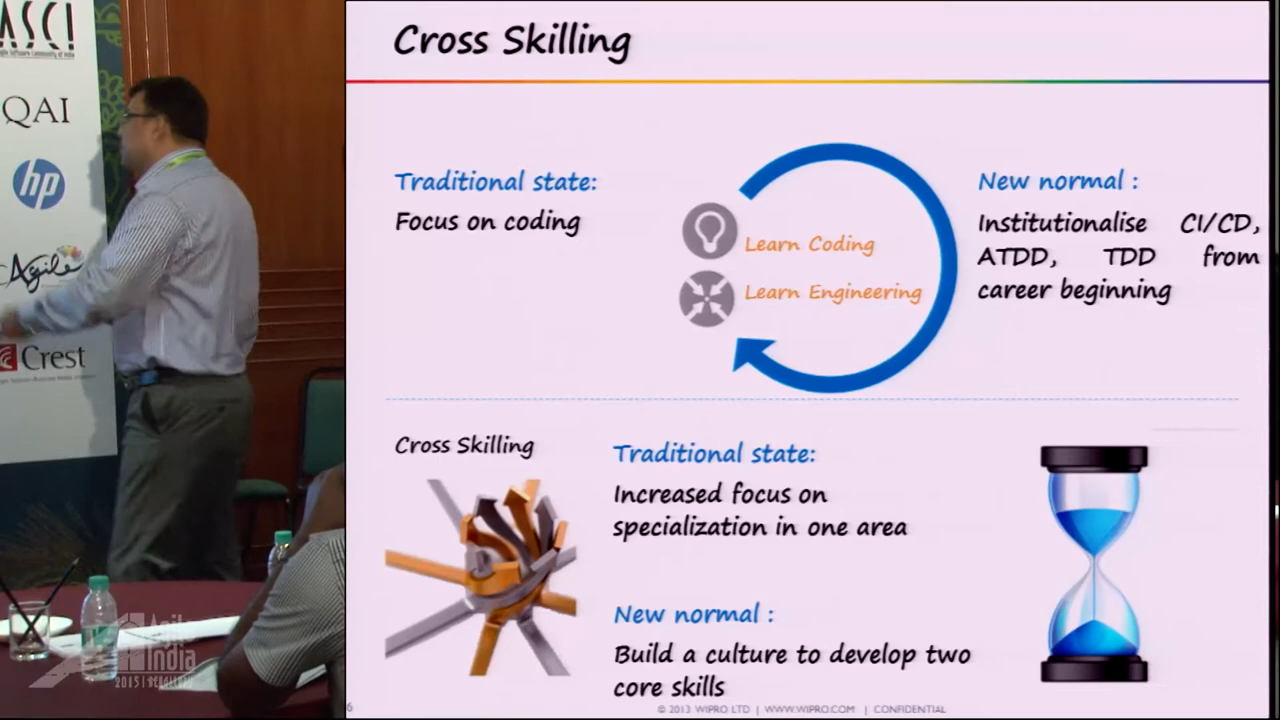 ASCI
QAI
hp
Agile
Crest
Agile
India
2015 | BENGALURU
Cross Skilling
Traditional state:
Focus on coding
Learn Coding
Learn Engineering
New normal :
Institutionalise CI/CD,
ATDD, TDD from
career beginning
Cross Skilling
Traditional state:
Increased focus on
specialization in one area
New normal :
Build a culture to develop two
core skills
6
© 2013 WIPRO LTD | WWW.WIPRO.COM | CONFIDENTIAL